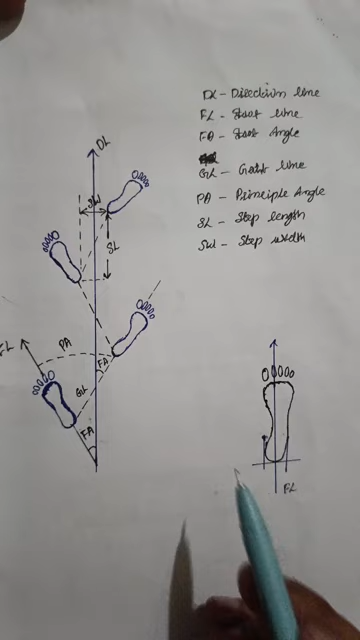 DL - Direction line
FL - Foot line
FA - Foot Angle
GL - Gait line
PA - Principle Angle
SL - Step length
SW - Step width
DL
SW
SL
FL
PA
FA
GL
FA
FL